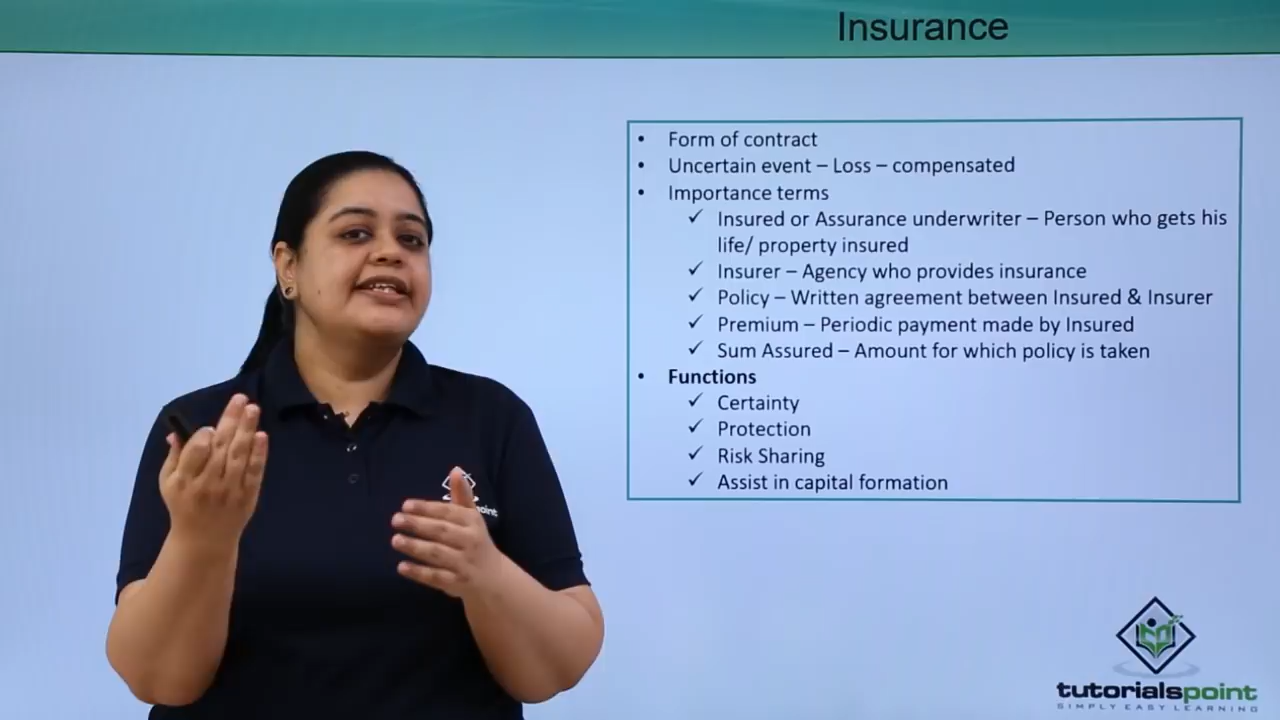 Insurance
• Form of contract
• Uncertain event – Loss – compensated
• Importance terms
✓ Insured or Assurance underwriter – Person who gets his
life/ property insured
✓ Insurer – Agency who provides insurance
✓ Policy – Written agreement between Insured & Insurer
✓ Premium – Periodic payment made by Insured
✓ Sum Assured – Amount for which policy is taken
• Functions
✓ Certainty
✓ Protection
✓ Risk Sharing
✓ Assist in capital formation
point
tutorialspoint
SIMPLY EASY LEARNING